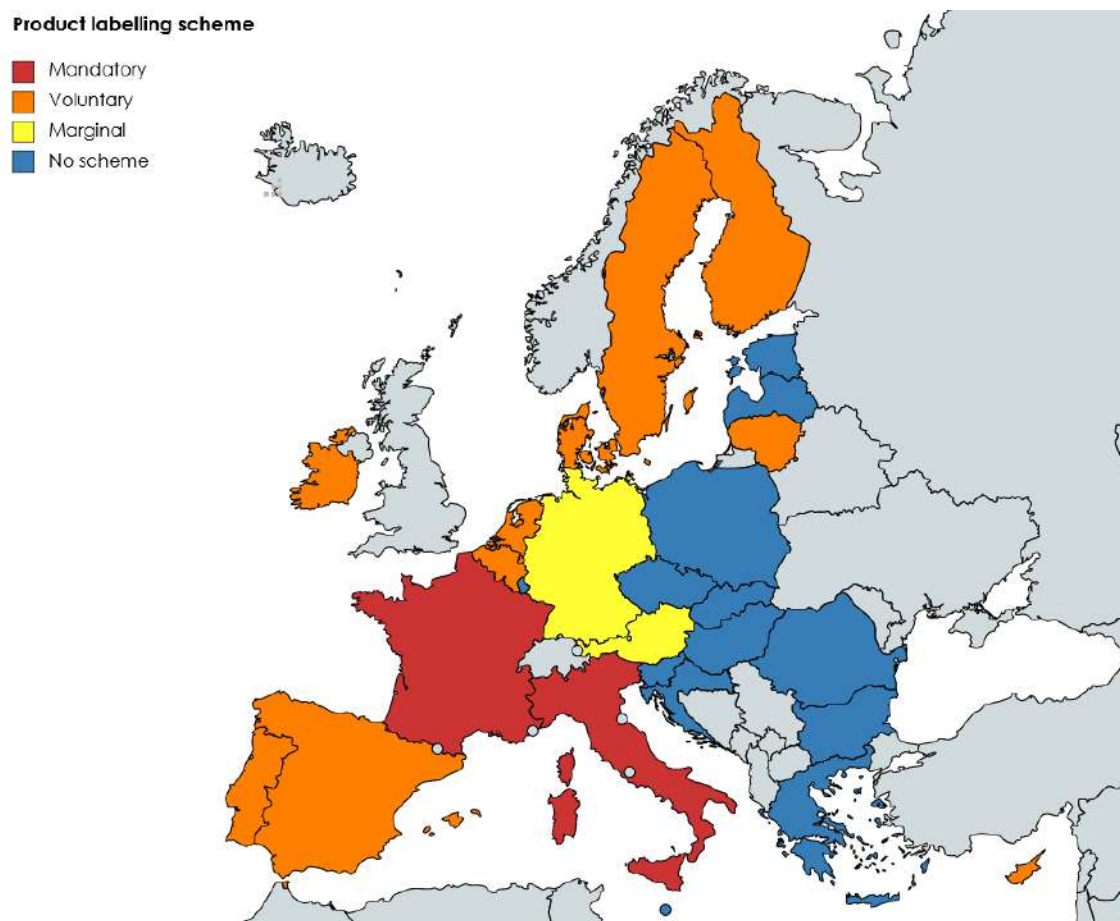 Product labelling scheme
Mandatory
Voluntary
Marginal
No scheme